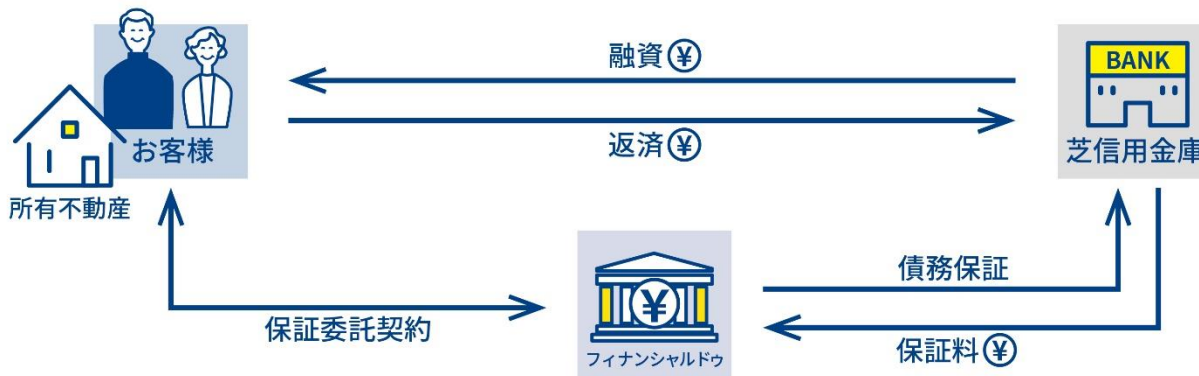 融資¥
BANK
お客様
返済¥
芝信用金庫
所有不動産
債務保証
¥
保証委託契約
フィナンシャルドゥ
保証料¥